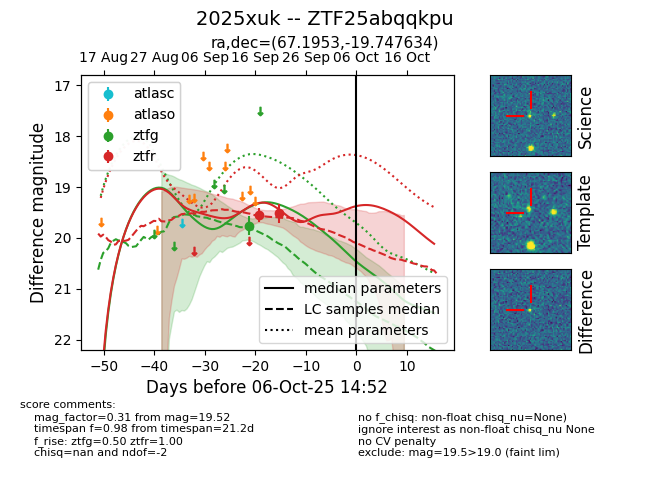 2025xuk -- ZTF25abqqkpu
ra,dec=(67.1953,-19.747634)
17 Aug 27 Aug 06 Sep 16 Sep 26 Sep 06 Oct 16 Oct
17
18
19
20
21
22
Difference magnitude
atlasc
atlaso
ztfg
ztfr
median parameters
LC samples median
mean parameters
−50 −40 −30 −20 −10 0 10
Days before 06-Oct-25 14:52
Science
Template
Difference
score comments:
mag_factor=0.31 from mag=19.52
timespan f=0.98 from timespan=21.2d
f_rise: ztfg=0.50 ztfr=1.00
chisq=nan and ndof=-2
no f_chisq: non-float chisq_nu=None)
ignore interest as non-float chisq_nu None
no CV penalty
exclude: mag=19.5>19.0 (faint lim)